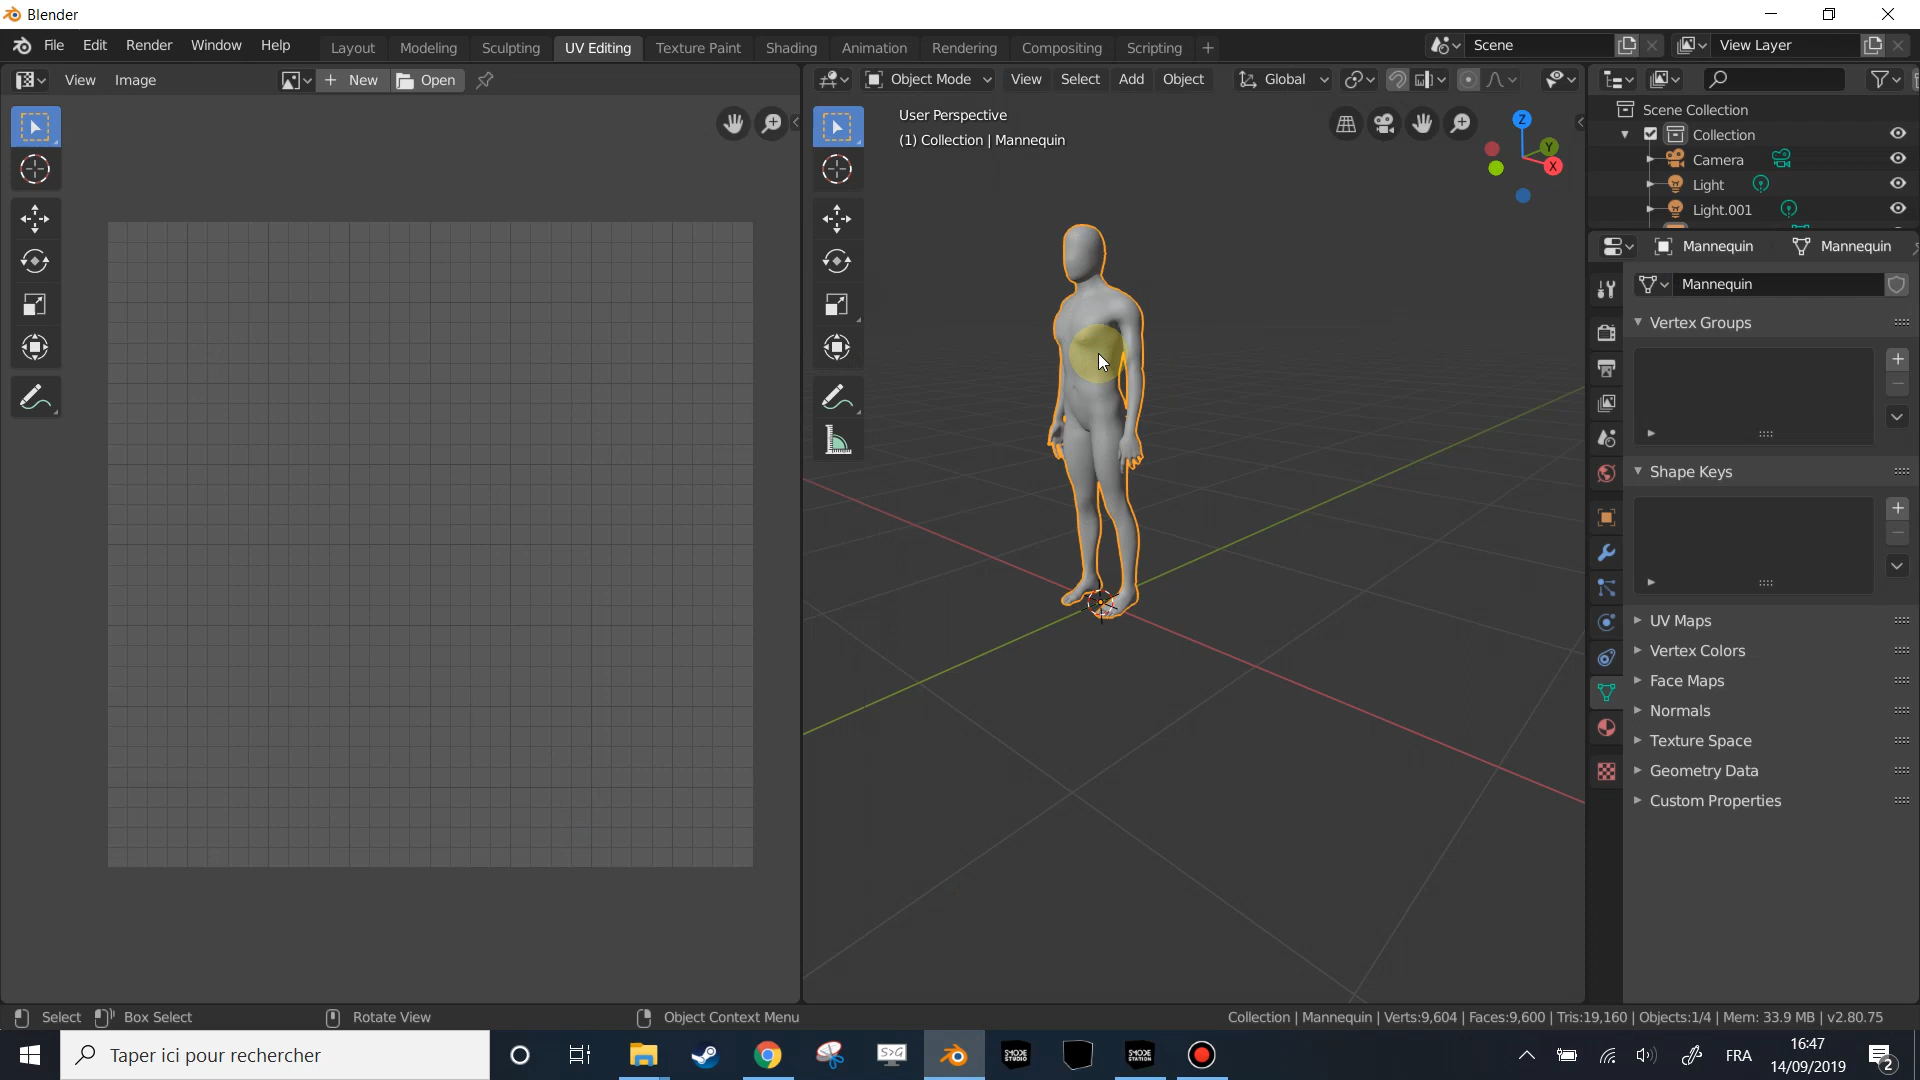 Blender
File Edit Render Window Help Layout Modeling Sculpting UV Editing Texture Paint Shading Animation Rendering Compositing Scripting + Scene View Layer
View Image + New Open Object Mode View Select Add Object Global
User Perspective
(1) Collection | Mannequin
Z
Y
X
Scene Collection
Collection
Camera
Light
Light.001
Mannequin Mannequin
Mannequin
Vertex Groups
Shape Keys
UV Maps
Vertex Colors
Face Maps
Normals
Texture Space
Geometry Data
Custom Properties
Select Box Select Rotate View Object Context Menu Collection | Mannequin | Verts:9,604 | Faces:9,600 | Tris:19,160 | Objects:1/4 | Mem: 33.9 MB | v2.80.75
Taper ici pour rechercher
S>G
SMODE STUDIO
SMODE STATION
FRA
16:47
14/09/2019
2